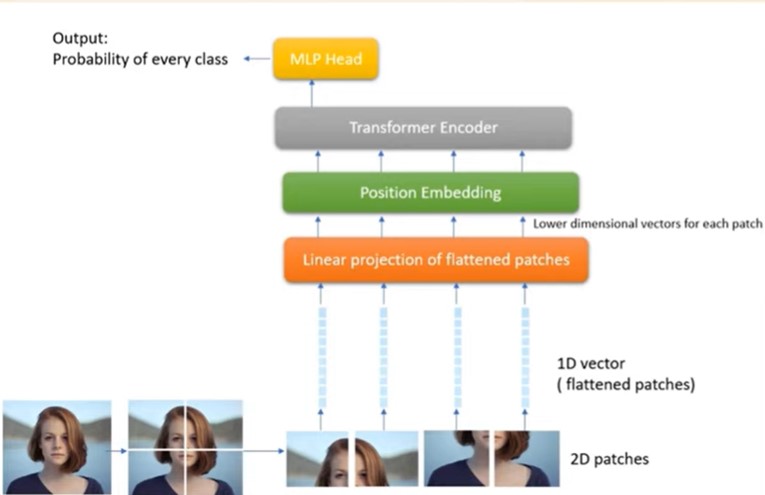 Output:
Probability of every class
MLP Head
Transformer Encoder
Position Embedding
Lower dimensional vectors for each patch
Linear projection of flattened patches
1D vector
( flattened patches)
2D patches